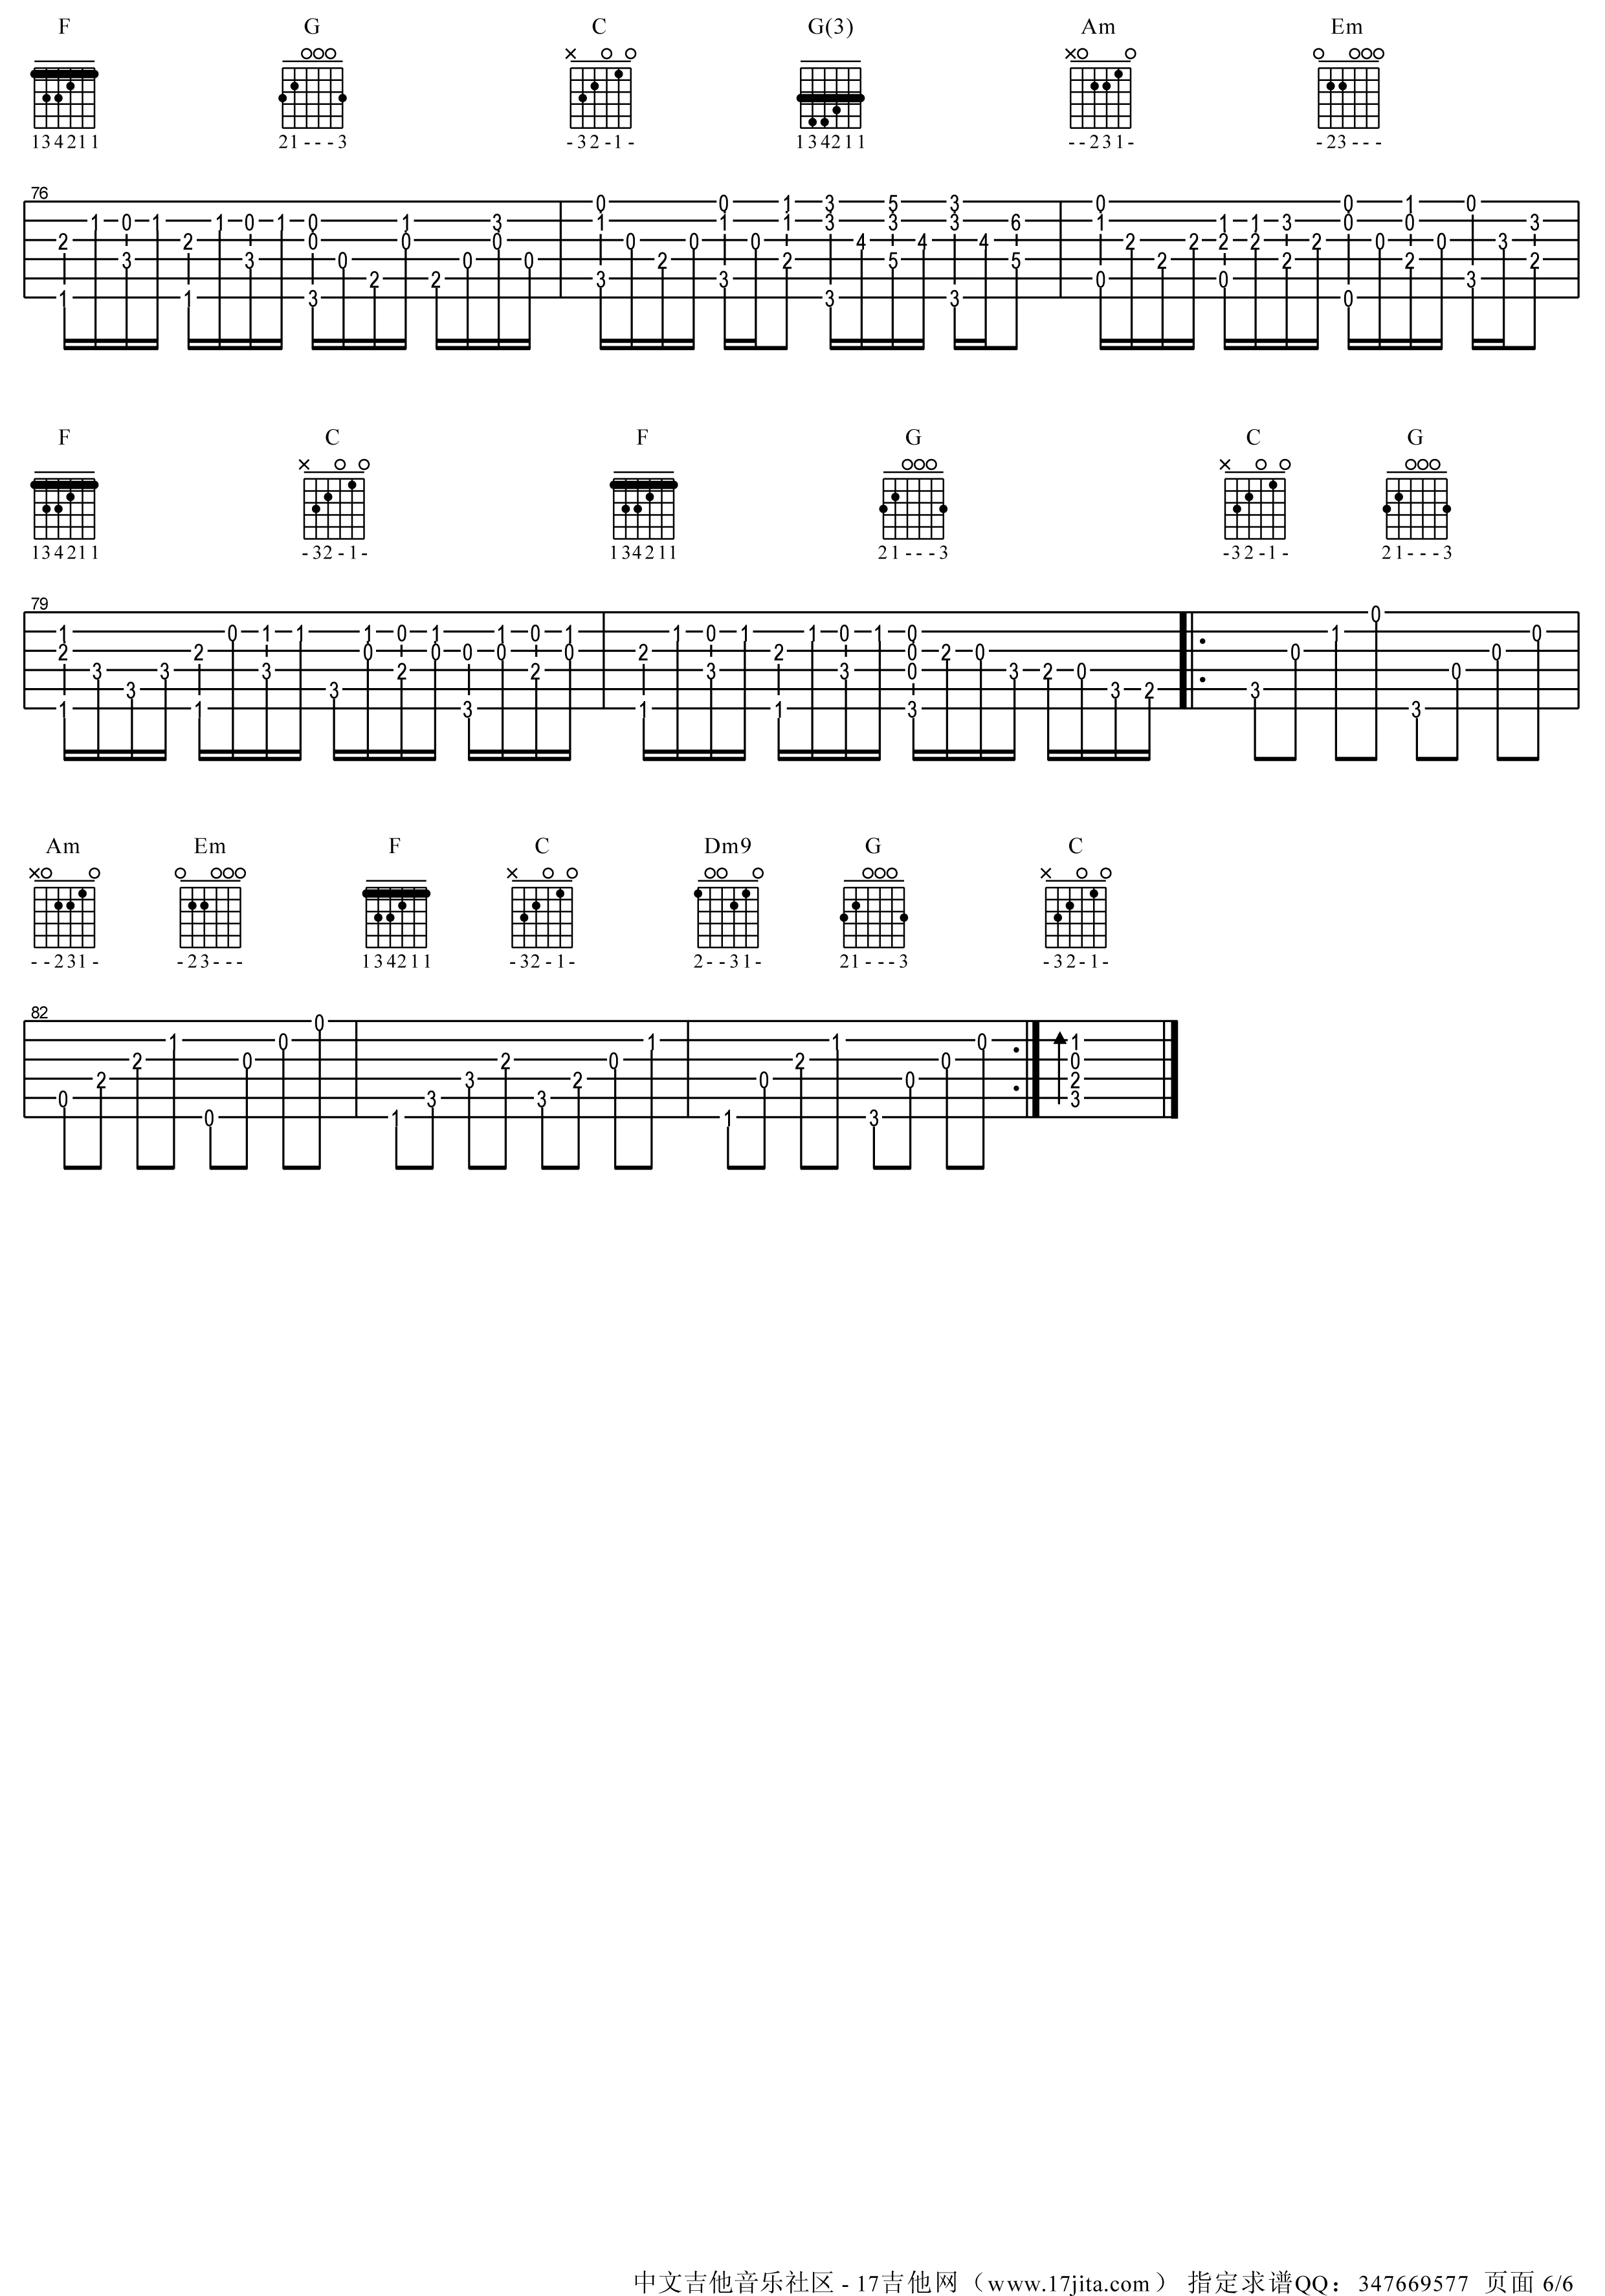 F G C G(3) Am Em
134211 21---3 -32-1- 134211 --231- -23---
76
F C F G C G
134211 -32-1- 134211 21---3 -32-1- 21---3
79
Am Em F C Dm9 G C
--231- -23--- 134211 -32-1- 2--31- 21---3 -32-1-
82
中文吉他音乐社区 - 17吉他网（www.17jita.com） 指定求谱QQ：347669577 页面 6/6